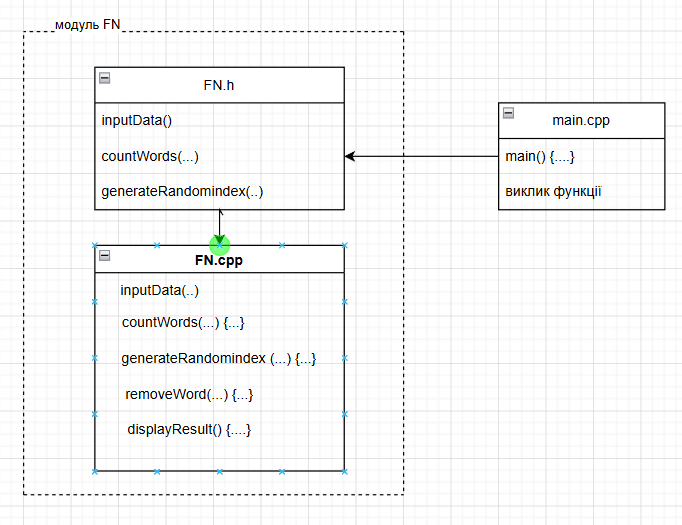 модуль FN
FN.h
inputData()
countWords(...)
generateRandomindex(..)
main.cpp
main() {....}
виклик функції
FN.cpp
inputData(..)
countWords(...) {...}
generateRandomindex (...) {...}
removeWord(...) {...}
displayResult() {....}